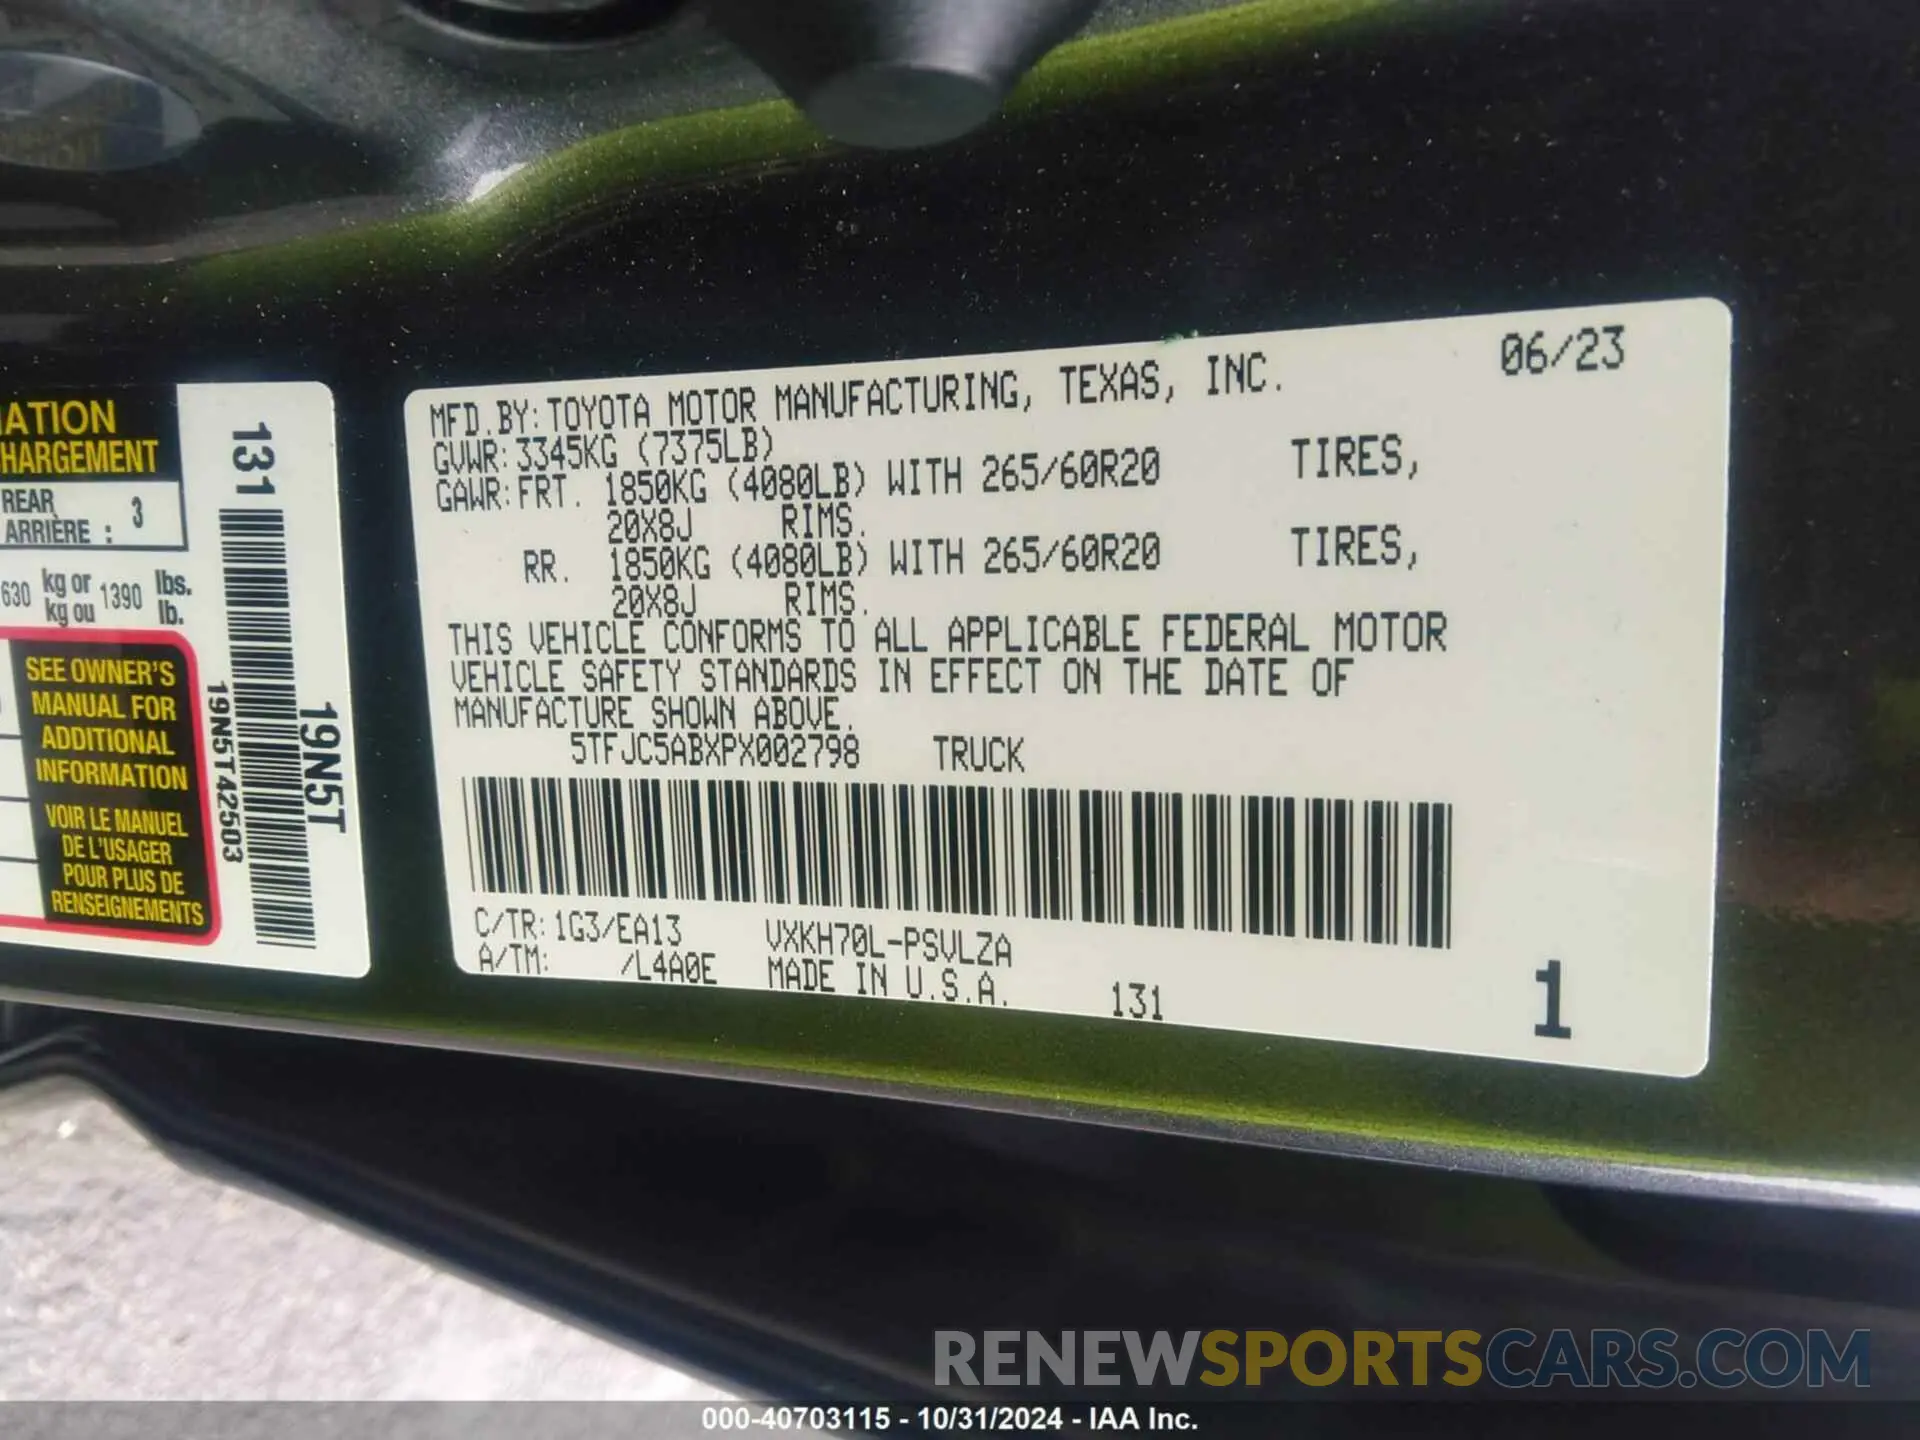 MFD.BY:TOYOTA MOTOR MANUFACTURING, TEXAS, INC. 06/23
GVWR:3345KG (7375LB)
GAWR:FRT. 1850KG (4080LB) WITH 265/60R20 TIRES,
20X8J RIMS.
RR. 1850KG (4080LB) WITH 265/60R20 TIRES,
20X8J RIMS.
THIS VEHICLE CONFORMS TO ALL APPLICABLE FEDERAL MOTOR
VEHICLE SAFETY STANDARDS IN EFFECT ON THE DATE OF
MANUFACTURE SHOWN ABOVE.
5TFJC5ABXPX002798 TRUCK
C/TR:1G3/EA13 VXKH70L-PSVLZA
A/TM: /L4A0E MADE IN U.S.A. 131
1
HARGEMENT
REAR
ARRIÈRE : 3
630 kg or 1390 lbs.
kg ou lb.
SEE OWNER'S
MANUAL FOR
ADDITIONAL
INFORMATION
VOIR LE MANUEL
DE L'USAGER
POUR PLUS DE
RENSEIGNEMENTS
131
19N5T42503
19N5T
RENEWSPORTSCARS.COM
000-40703115 - 10/31/2024 - IAA Inc.